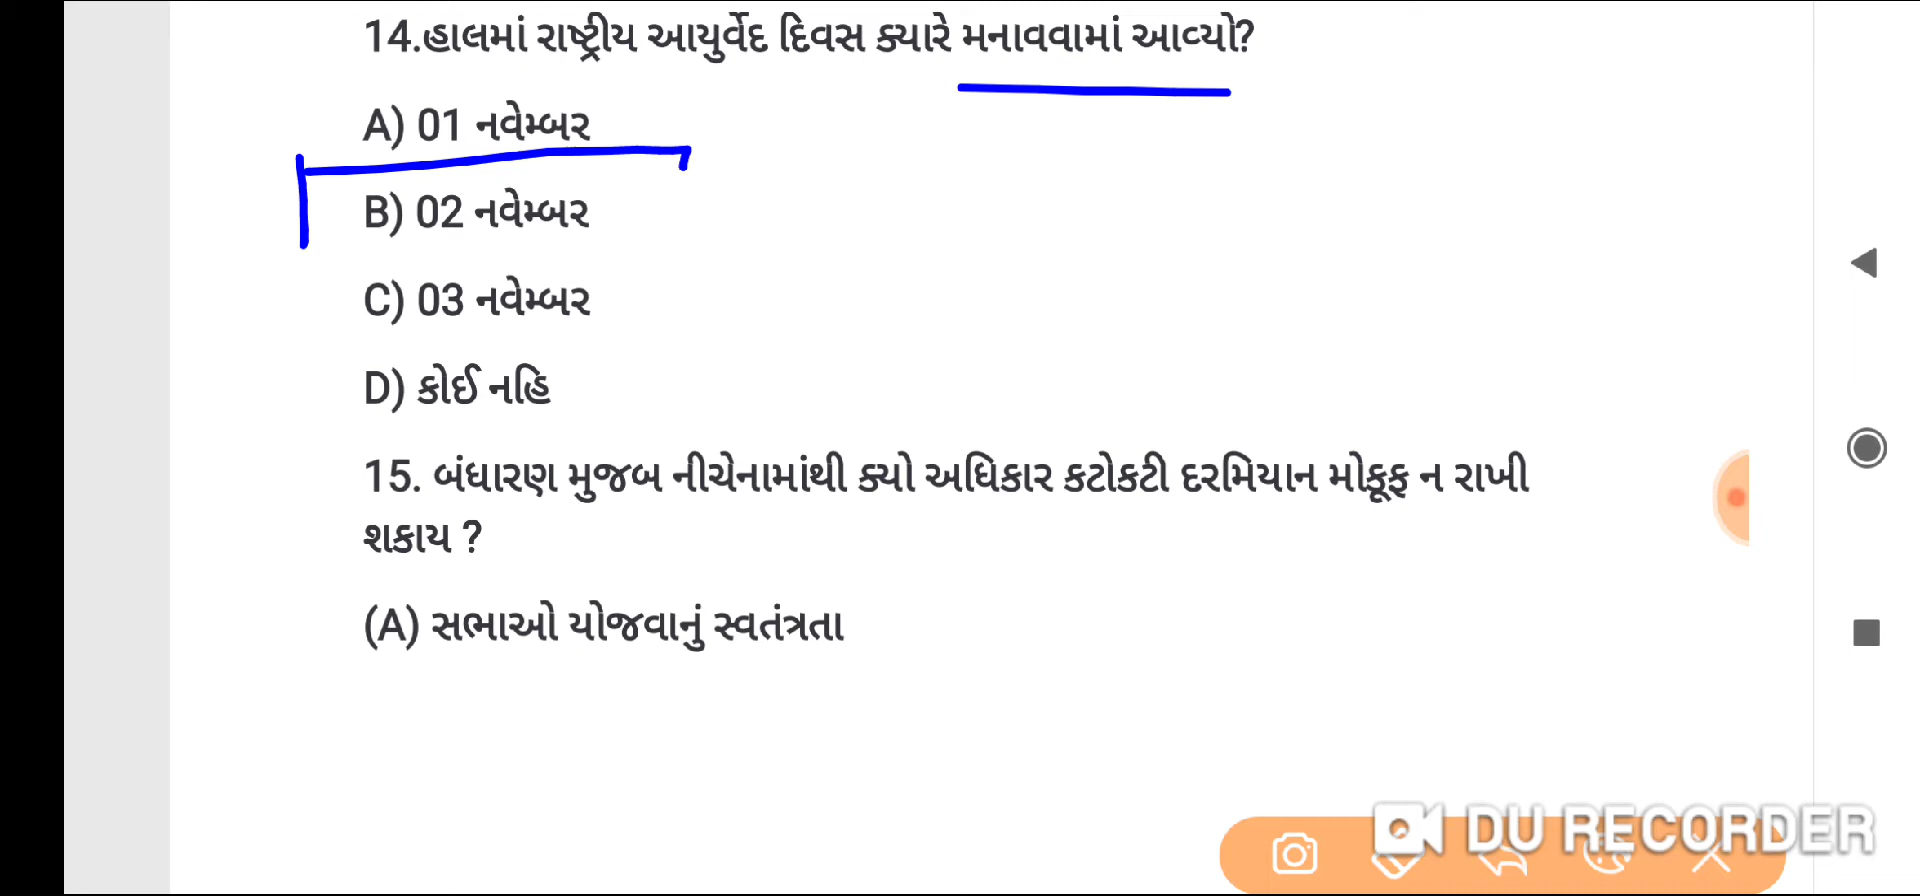 14.હાલમાં રાષ્ટ્રીય આયુર્વેદ દિવસ ક્યારે મનાવવામાં આવ્યો?
A) 01 નવેમ્બર
B) 02 નવેમ્બર
C) 03 નવેમ્બર
D) કોઈ નહિ
15. બંધારણ મુજબ નીચેનામાંથી ક્યો અધિકાર કટોકટી દરમિયાન મોકૂફ ન રાખી
શકાય ?
(A) સભાઓ યોજવાનું સ્વતંત્રતા
DU RECORDER